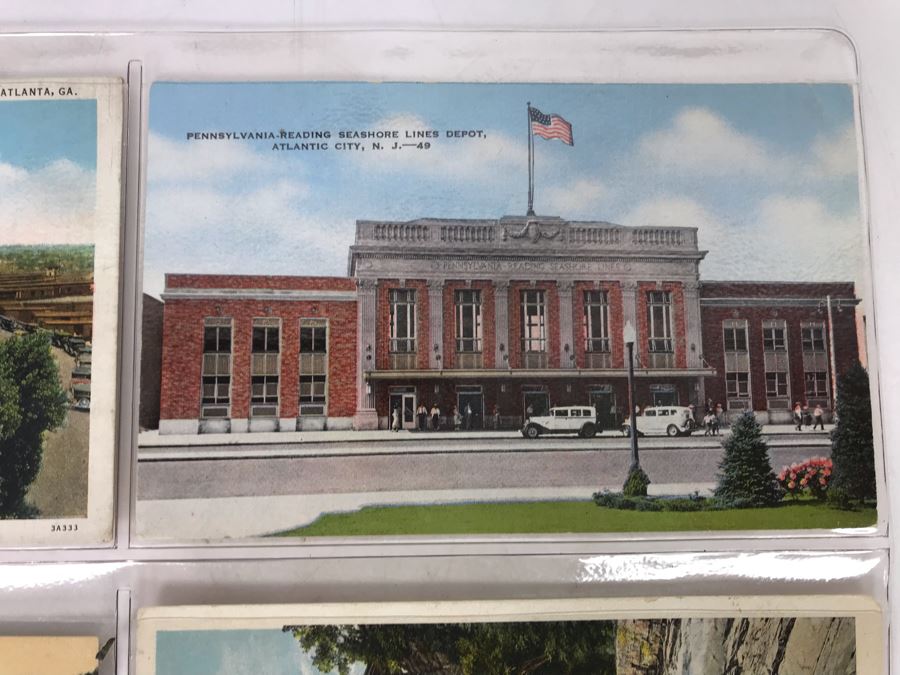 ATLANTA, GA.
PENNSYLVANIA-READING SEASHORE LINES DEPOT,
ATLANTIC CITY, N. J.—49
PENNSYLVANIA READING SEASHORE LINES
3A333